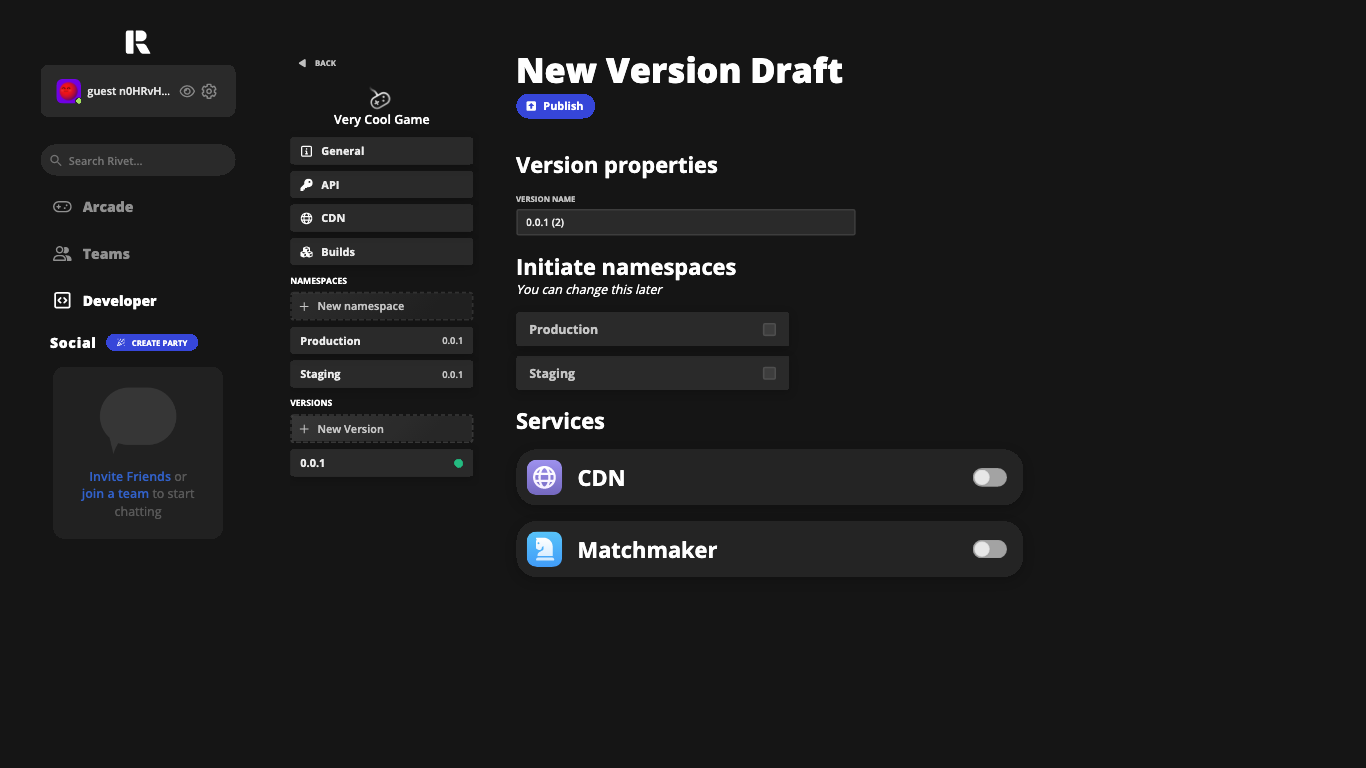 guest n0HRvH...
Search Rivet...
Arcade
Teams
Developer
Social
CREATE PARTY
Invite Friends or
join a team to start
chatting
BACK
Very Cool Game
General
API
CDN
Builds
NAMESPACES
New namespace
Production 0.0.1
Staging 0.0.1
VERSIONS
New Version
0.0.1
New Version Draft
Publish
Version properties
VERSION NAME
0.0.1 (2)
Initiate namespaces
You can change this later
Production
Staging
Services
CDN
Matchmaker